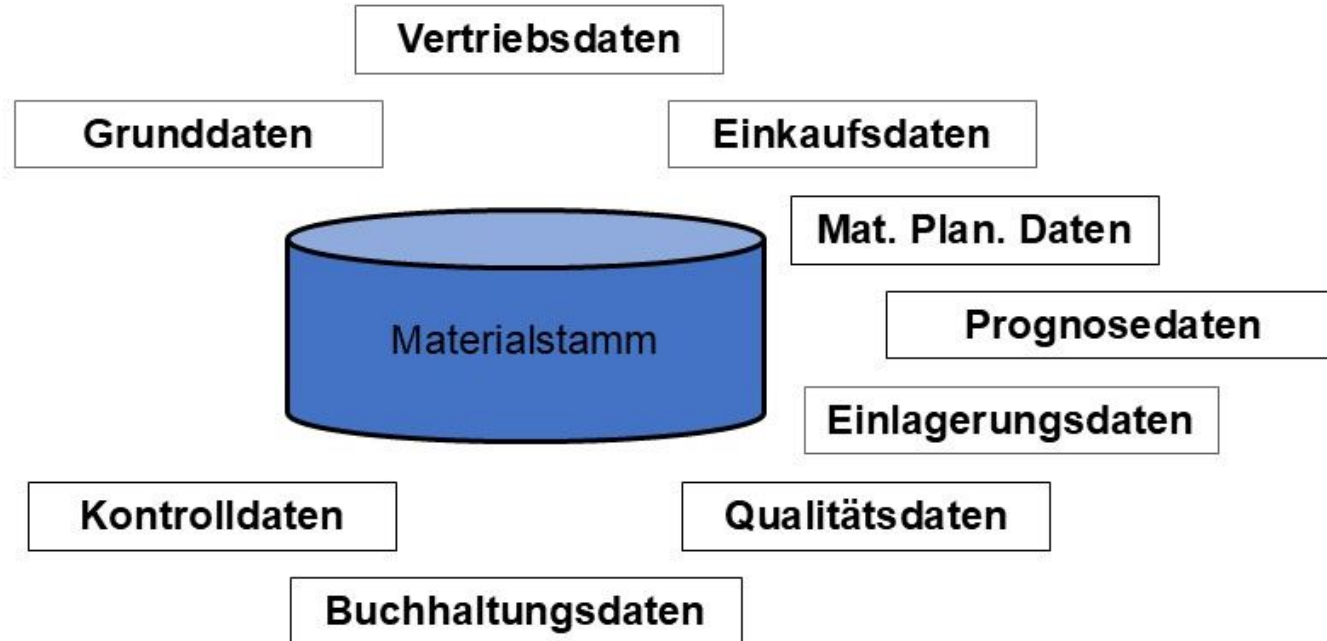 Vertriebsdaten
Grunddaten
Einkaufsdaten
Mat. Plan. Daten
Materialstamm
Prognosedaten
Einlagerungsdaten
Kontrolldaten
Qualitätsdaten
Buchhaltungsdaten